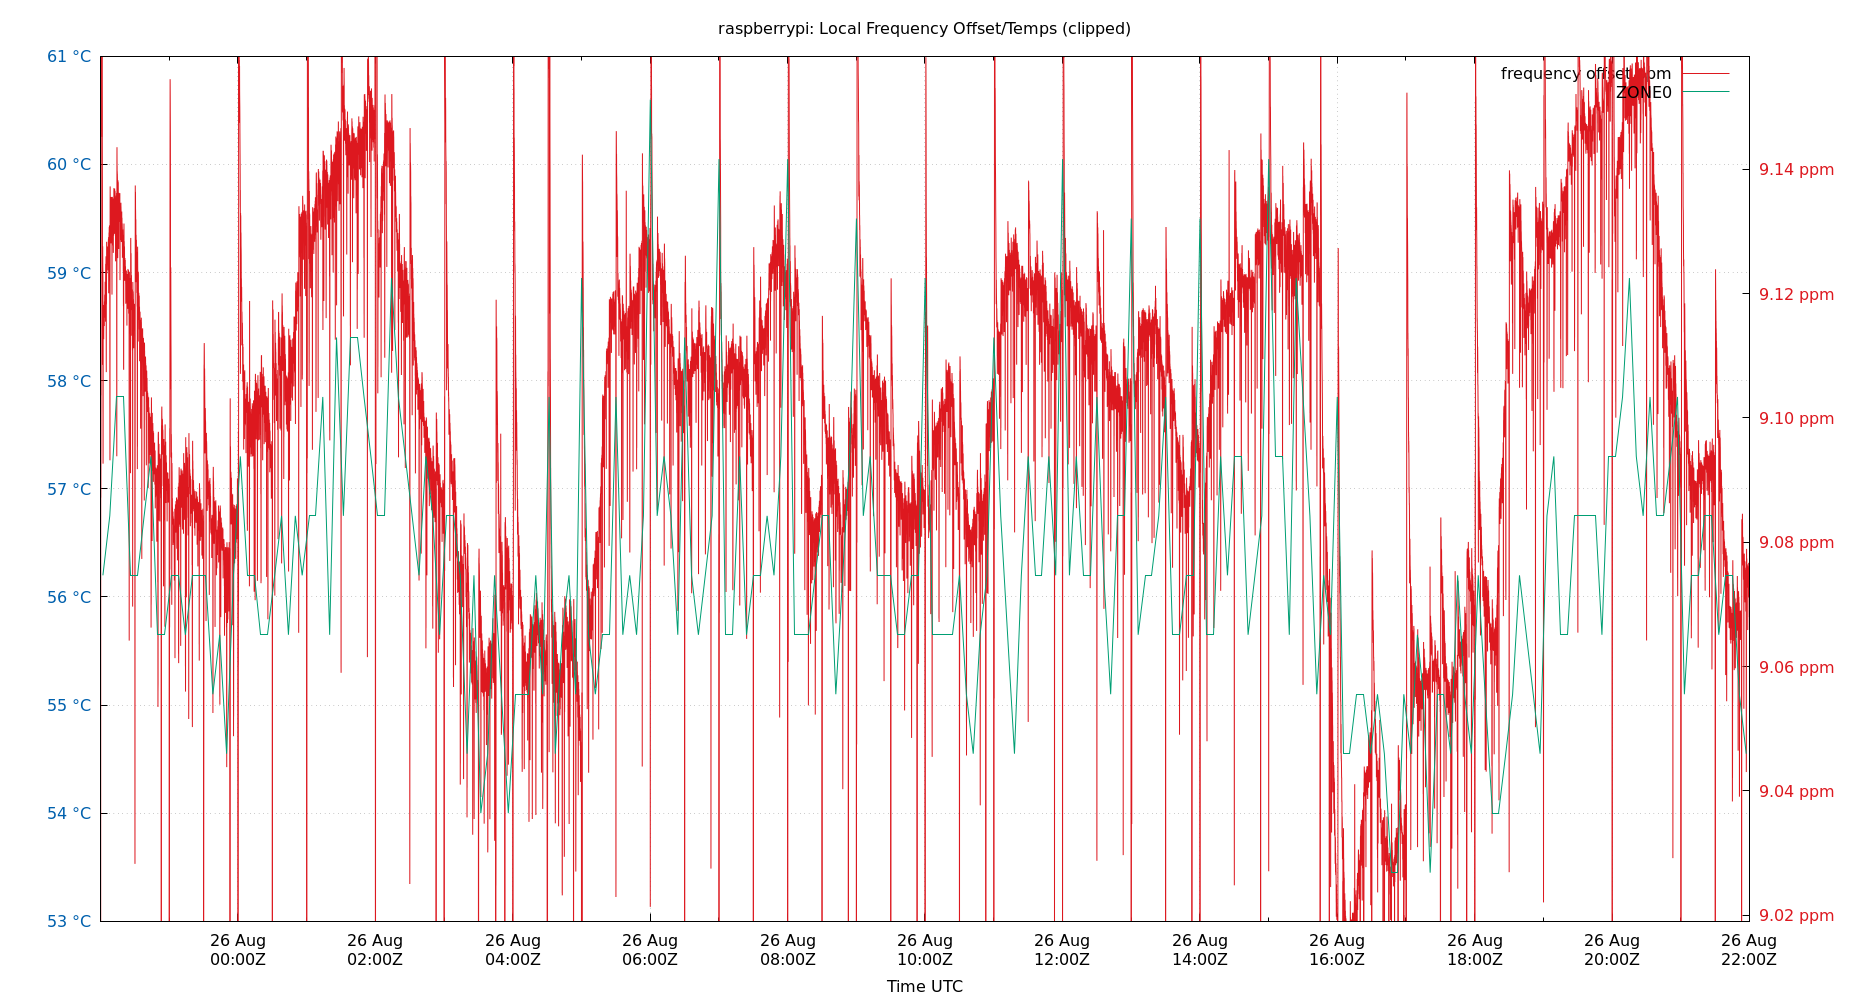 raspberrypi: Local Frequency Offset/Temps (clipped)
61 °C
60 °C
59 °C
58 °C
57 °C
56 °C
55 °C
54 °C
53 °C
frequency offset ppm
ZONE0
9.14 ppm
9.12 ppm
9.10 ppm
9.08 ppm
9.06 ppm
9.04 ppm
9.02 ppm
26 Aug 26 Aug 26 Aug 26 Aug 26 Aug 26 Aug 26 Aug 26 Aug 26 Aug 26 Aug 26 Aug 26 Aug
00:00Z 02:00Z 04:00Z 06:00Z 08:00Z 10:00Z 12:00Z 14:00Z 16:00Z 18:00Z 20:00Z 22:00Z
Time UTC